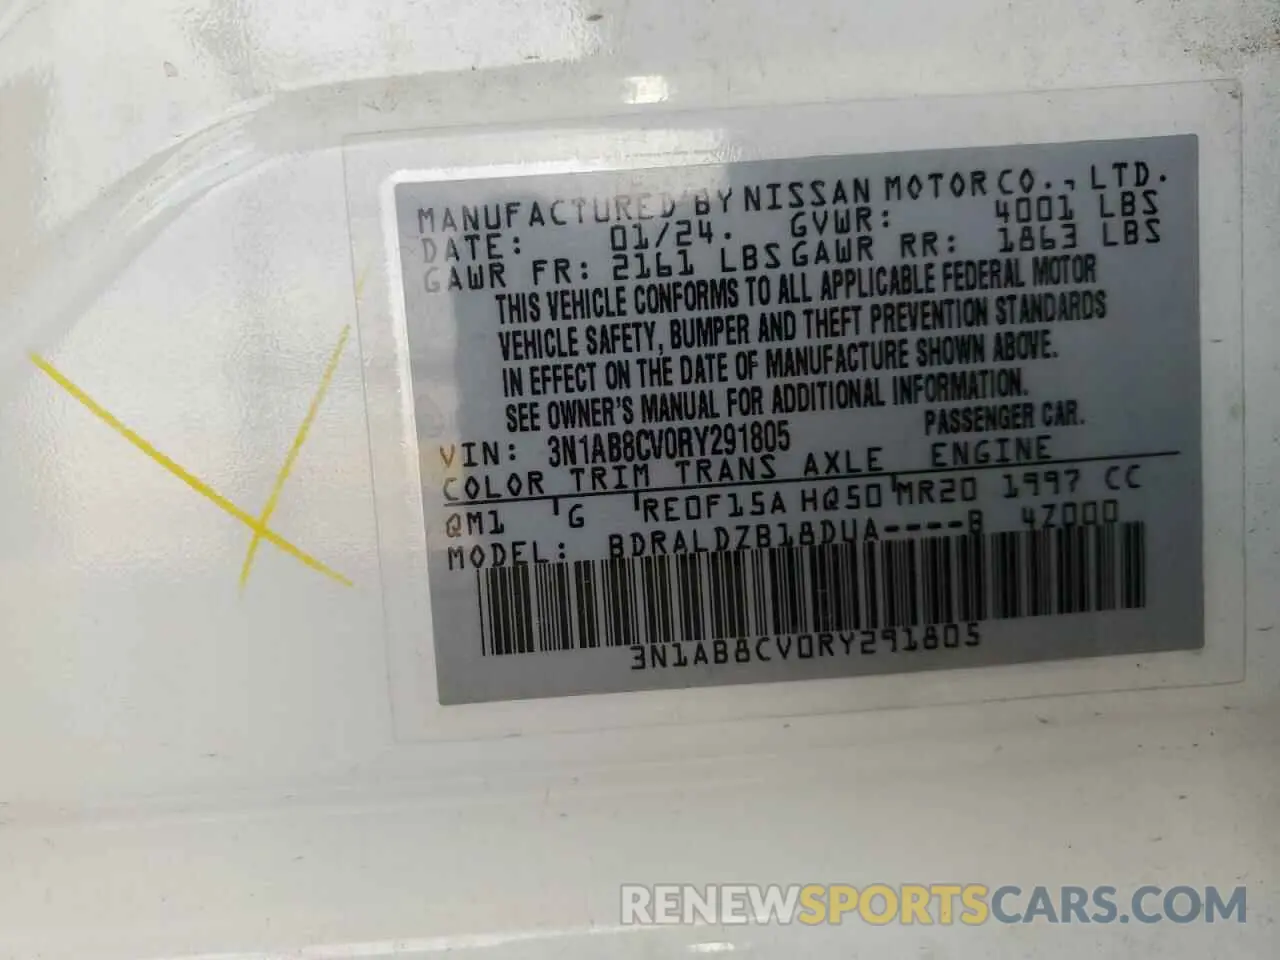 MANUFACTURED BY NISSAN MOTOR CO., LTD.
DATE: 01/24. GVWR: 4001 LBS
GAWR FR: 2161 LBS GAWR RR: 1863 LBS
THIS VEHICLE CONFORMS TO ALL APPLICABLE FEDERAL MOTOR
VEHICLE SAFETY, BUMPER AND THEFT PREVENTION STANDARDS
IN EFFECT ON THE DATE OF MANUFACTURE SHOWN ABOVE.
SEE OWNER'S MANUAL FOR ADDITIONAL INFORMATION.
VIN: 3N1AB8CV0RY291805 PASSENGER CAR.
COLOR TRIM TRANS AXLE ENGINE
QM1 G RE0F15A HQ50 MR20 1997 CC
MODEL: BDRALDZB18DUA----B 4Z000
3N1AB8CV0RY291805
RENEWSPORTSCARS.COM